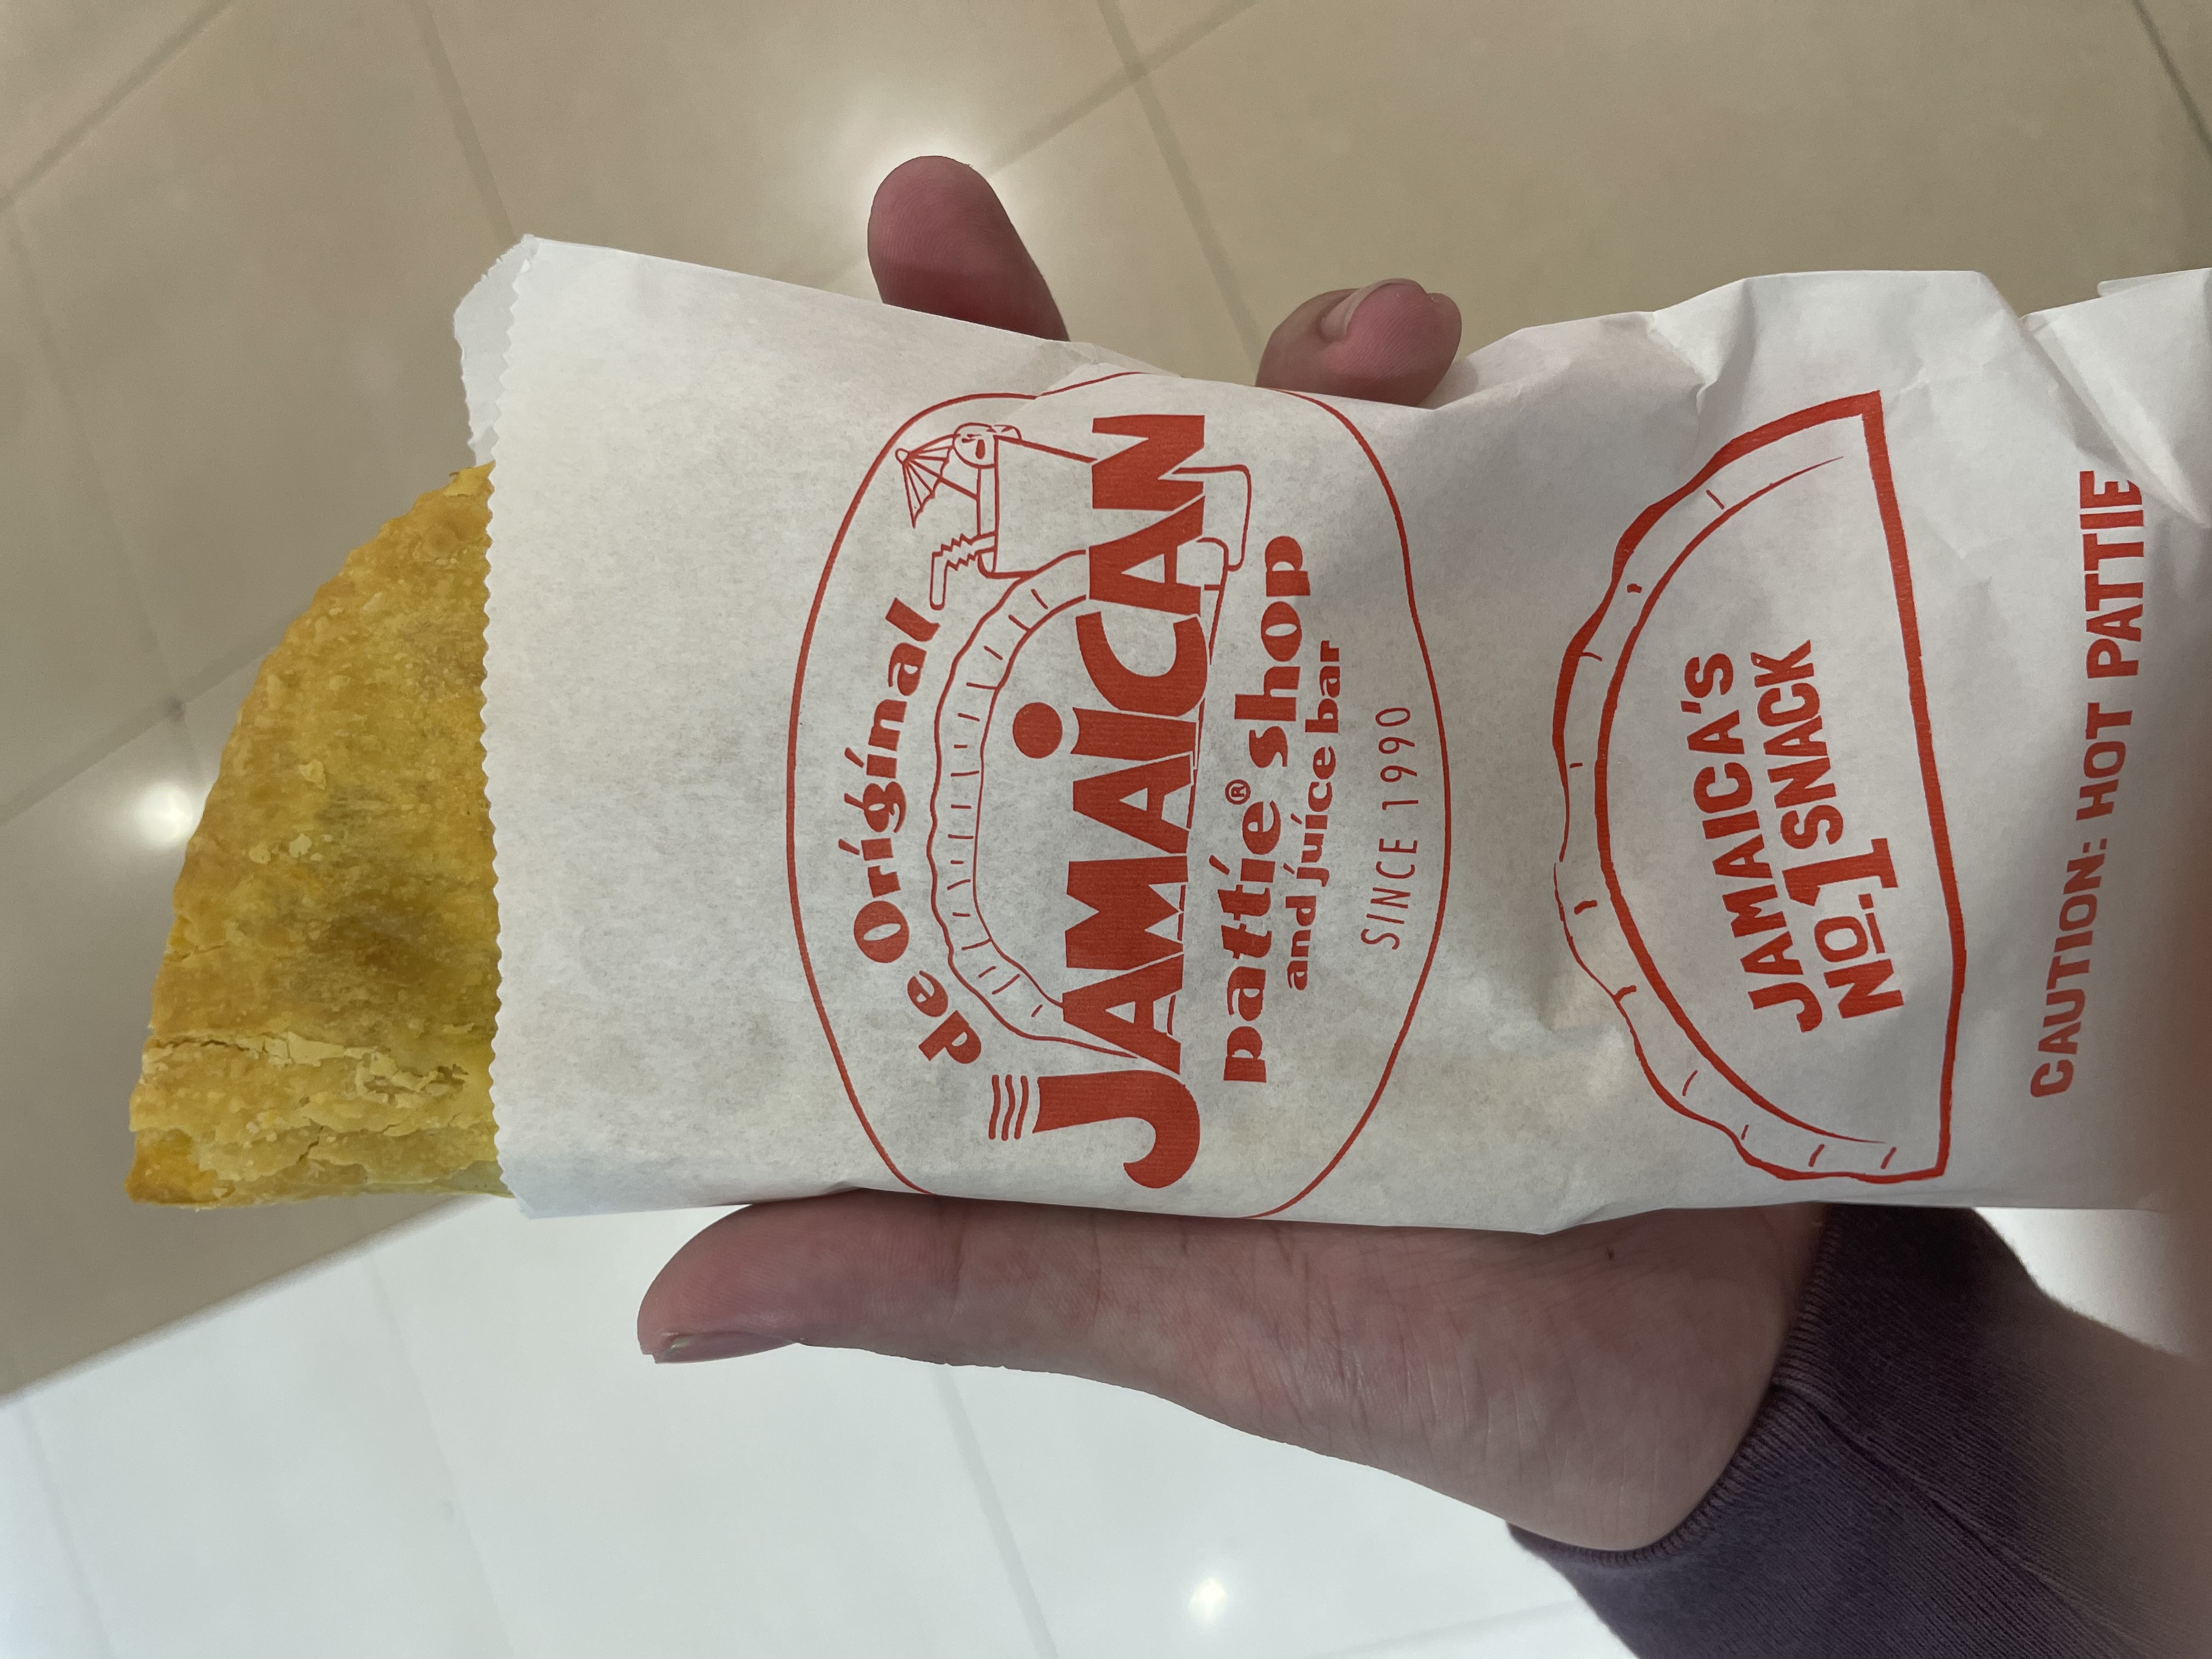 de Original
JAMAiCAN
pattie® shop
and juice bar
SINCE 1990
JAMAICA'S
No.1 SNACK
CAUTION: HOT PATTIE